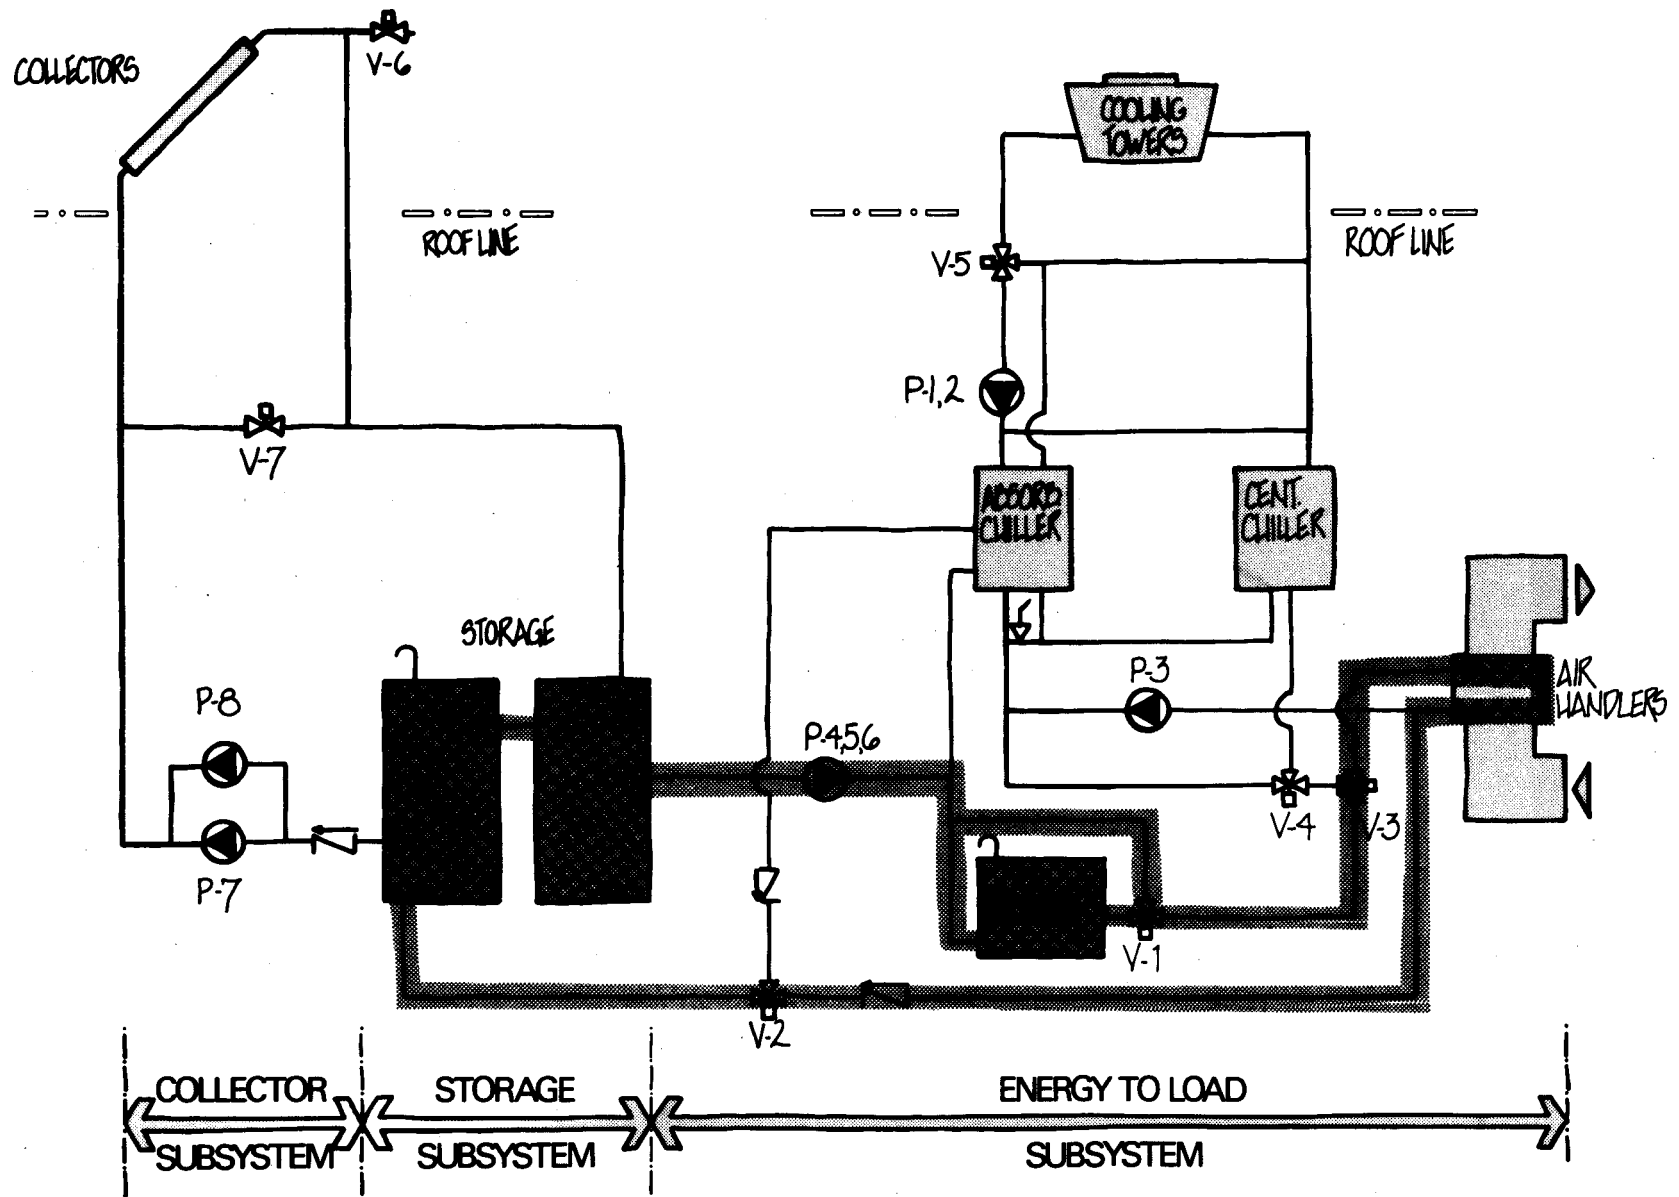 COLLECTORS
V-6
COOLING
TOWERS
ROOF LINE
V-5
ROOF LINE
P-1,2
V-7
ABSORB
CHILLER
CENT.
CHILLER
STORAGE
P-3
AIR
HANDLERS
P-8
P-4,5,6
P-7
V-4
V-3
V-1
V-2
COLLECTOR
SUBSYSTEM
STORAGE
SUBSYSTEM
ENERGY TO LOAD
SUBSYSTEM